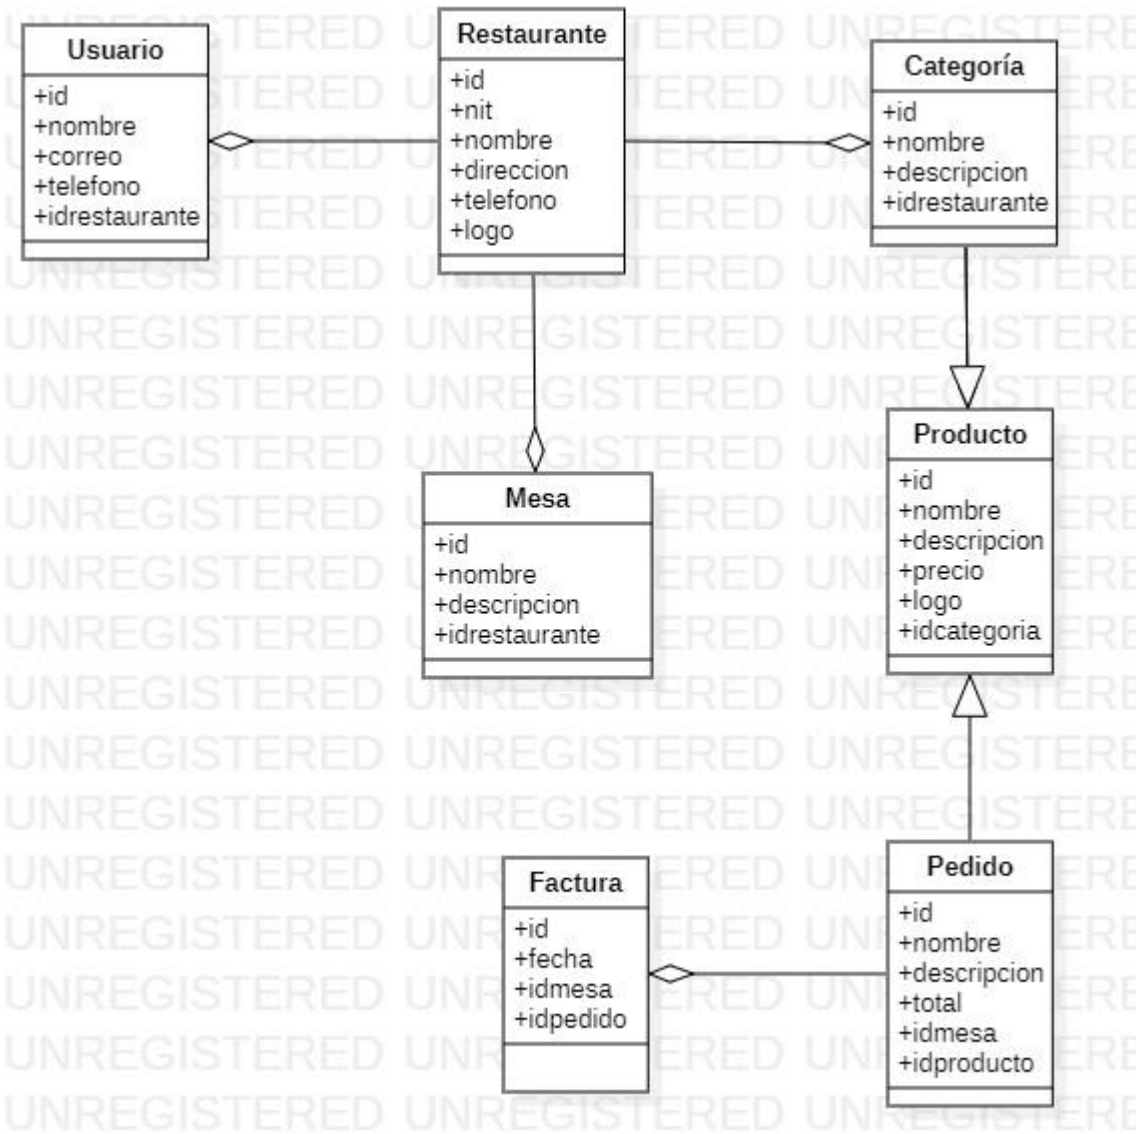 Usuario
+id
+nombre
+correo
+telefono
+idrestaurante
Restaurante
+id
+nit
+nombre
+direccion
+telefono
+logo
Categoría
+id
+nombre
+descripcion
+idrestaurante
Mesa
+id
+nombre
+descripcion
+idrestaurante
Producto
+id
+nombre
+descripcion
+precio
+logo
+idcategoria
Factura
+id
+fecha
+idmesa
+idpedido
Pedido
+id
+nombre
+descripcion
+total
+idmesa
+idproducto
UNREGISTERED